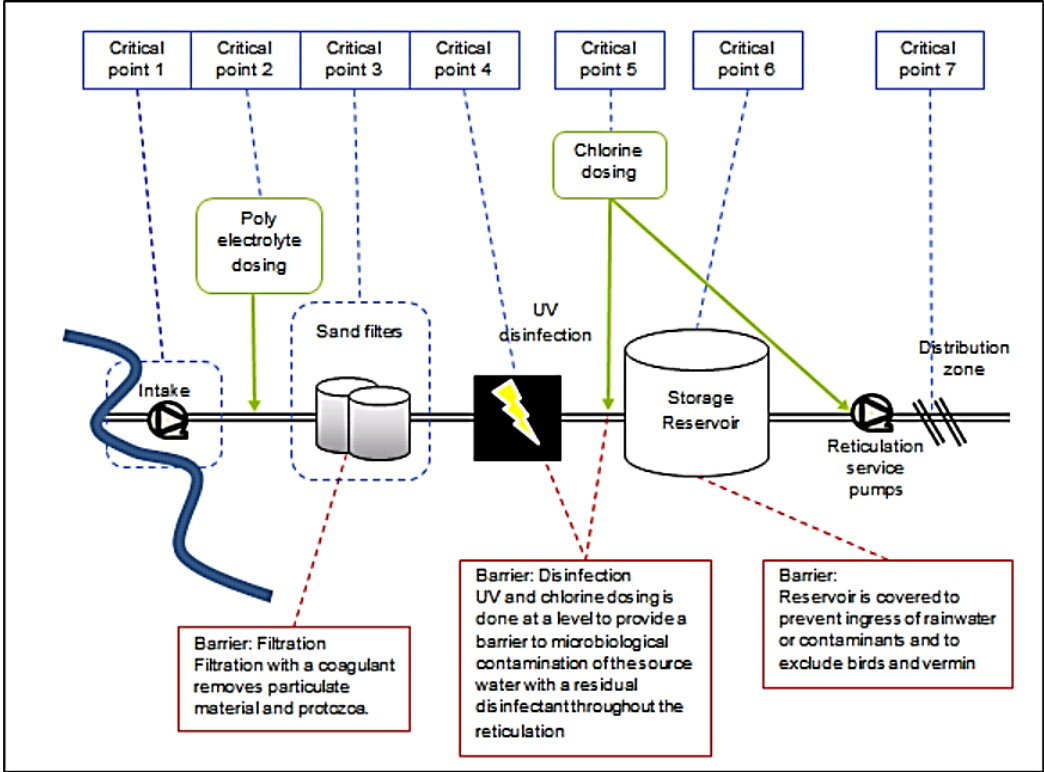 Critical
point 1
Critical
point 2
Critical
point 3
Critical
point 4
Critical
point 5
Critical
point 6
Critical
point 7
Chlorine
dosing
Poly
electrolyte
dosing
UV
disinfection
Sand filters
Distribution
zone
Intake
Storage
Reservoir
Reticulation
service
pumps
Barrier: Filtration
Filtration with a coagulant
removes particulate
material and protozoa.
Barrier: Disinfection
UV and chlorine dosing is
done at a level to provide a
barrier to microbiological
contamination of the source
water with a residual
disinfectant throughout the
reticulation
Barrier:
Reservoir is covered to
prevent ingress of rainwater
or contaminants and to
exclude birds and vermin